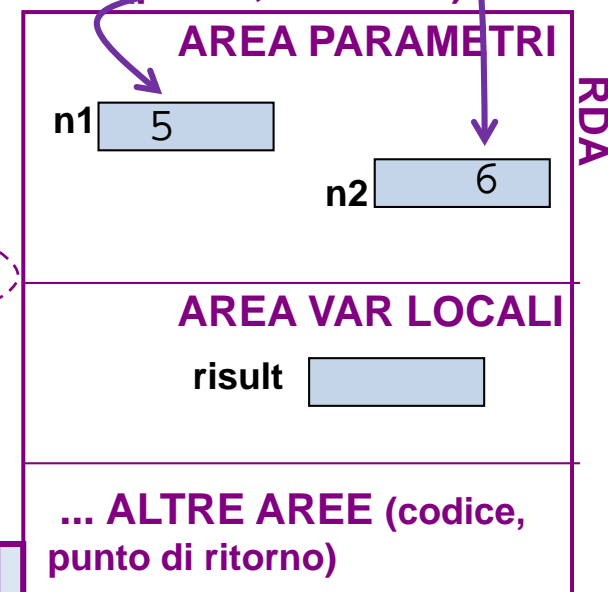 AREA PARAMETRI
RDA
n1 5
n2 6
AREA VAR LOCALI
risult
... ALTRE AREE (codice,
punto di ritorno)